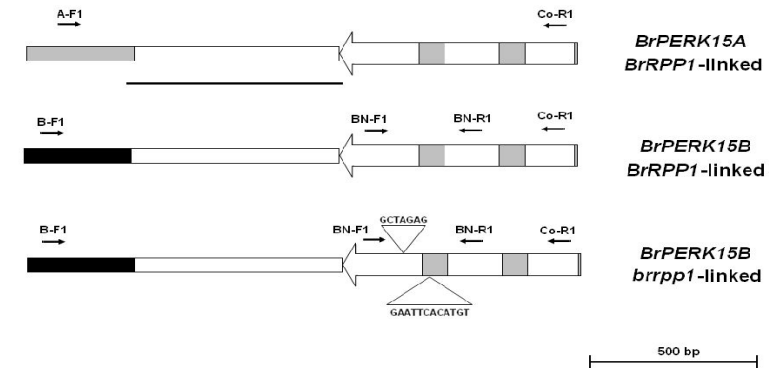 A-F1
Co-R1
BrPERK15A
BrRPP1-linked
B-F1
BN-F1
BN-R1
Co-R1
BrPERK15B
BrRPP1-linked
GCTAGAG
B-F1
BN-F1
BN-R1
Co-R1
BrPERK15B
brrpp1-linked
GAATTCACATGT
500 bp